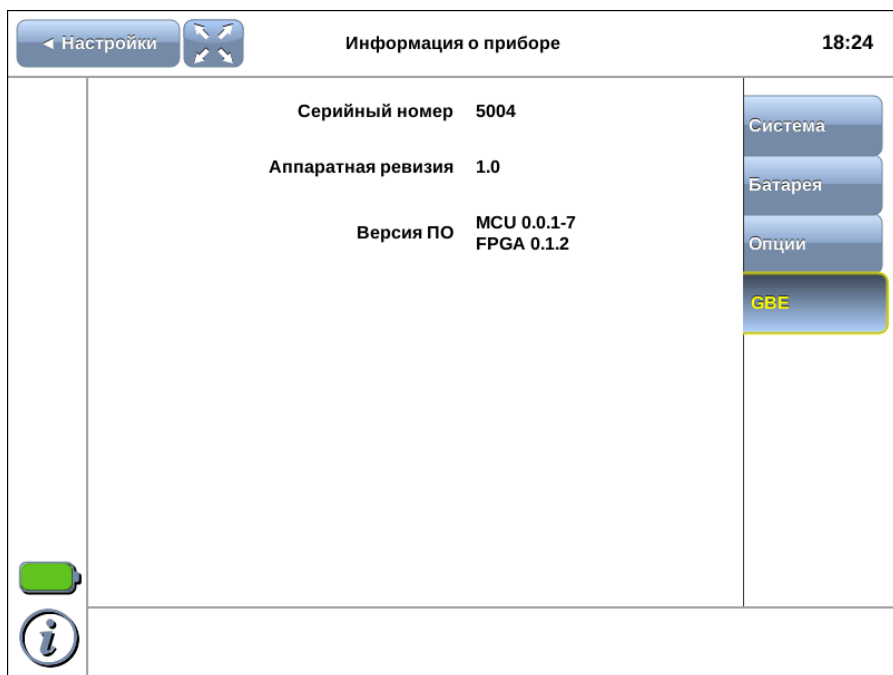 ◄ Настройки
Информация о приборе
18:24
Серийный номер 5004
Аппаратная ревизия 1.0
Версия ПО MCU 0.0.1-7
FPGA 0.1.2
Система
Батарея
Опции
GBE
i